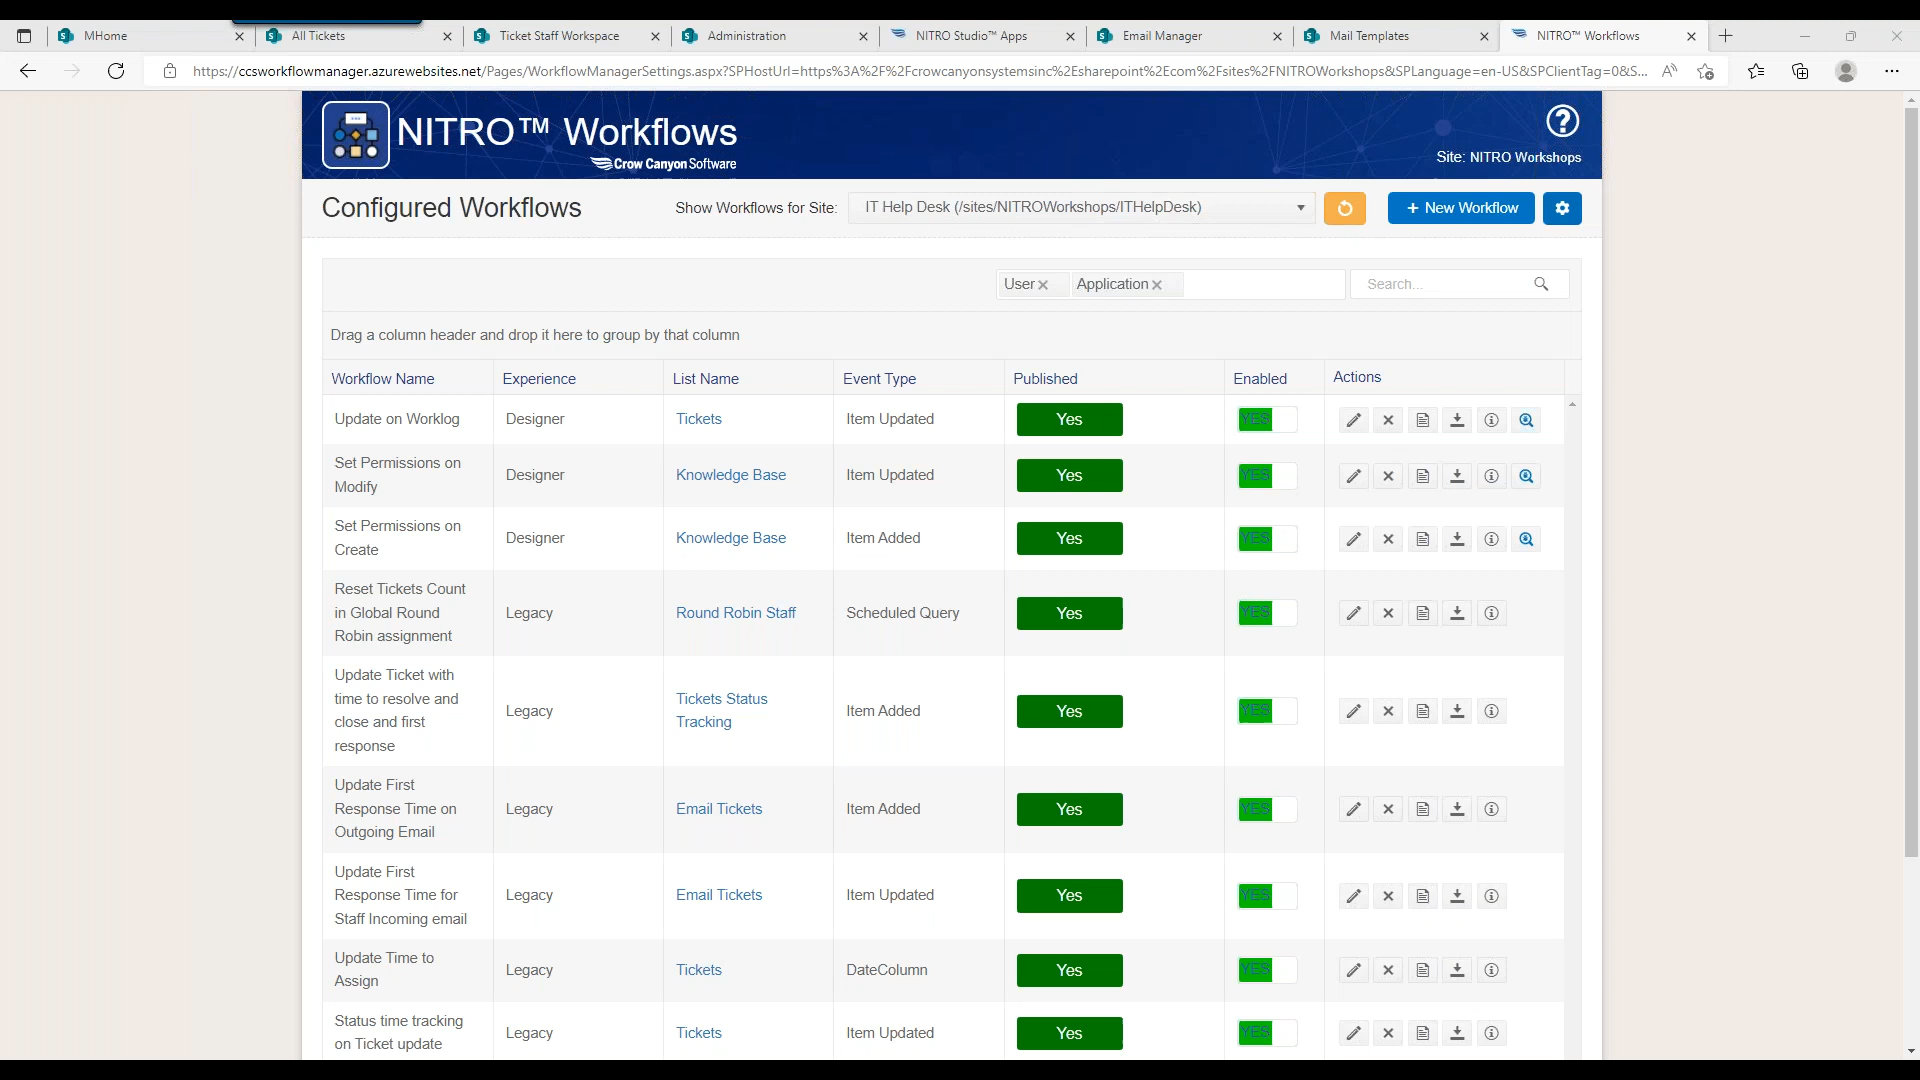 MHome
All Tickets
Ticket Staff Workspace
Administration
NITRO Studio™ Apps
Email Manager
Mail Templates
NITRO™ Workflows
https://ccsworkflowmanager.azurewebsites.net/Pages/WorkflowManagerSettings.aspx?SPHostUrl=https%3A%2F%2Fcrowcanyonsystemsinc%2Esharepoint%2Ecom%2Fsites%2FNITROWorkshops&SPLanguage=en-US&SPClientTag=0&S...
NITRO™ Workflows
Crow Canyon Software
Site: NITRO Workshops
Configured Workflows
Show Workflows for Site:
IT Help Desk (/sites/NITROWorkshops/ITHelpDesk)
+ New Workflow
User
Application
Search...
Drag a column header and drop it here to group by that column
Workflow Name Experience List Name Event Type Published Enabled Actions
Update on Worklog Designer Tickets Item Updated Yes YES
Set Permissions on
Modify
Designer Knowledge Base Item Updated Yes YES
Set Permissions on
Create
Designer Knowledge Base Item Added Yes YES
Reset Tickets Count
in Global Round
Robin assignment
Legacy Round Robin Staff Scheduled Query Yes YES
Update Ticket with
time to resolve and
close and first
response
Legacy
Tickets Status
Tracking
Item Added Yes YES
Update First
Response Time on
Outgoing Email
Legacy Email Tickets Item Added Yes YES
Update First
Response Time for
Staff Incoming email
Legacy Email Tickets Item Updated Yes YES
Update Time to
Assign
Legacy Tickets DateColumn Yes YES
Status time tracking
on Ticket update
Legacy Tickets Item Updated Yes YES